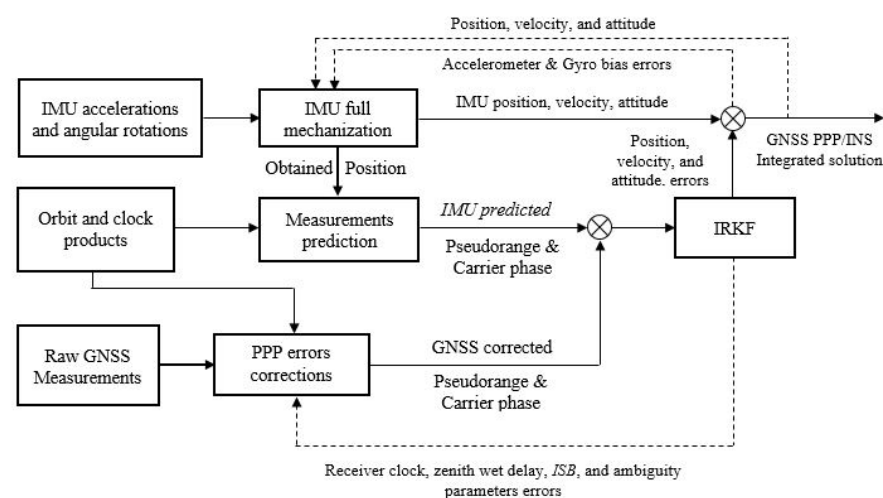 Position, velocity, and attitude
Accelerometer & Gyro bias errors
IMU accelerations
and angular rotations
IMU full
mechanization
IMU position, velocity, attitude
GNSS PPP/INS
Integrated solution
Position,
velocity, and
attitude. errors
Obtained Position
Orbit and clock
products
Measurements
prediction
IMU predicted
Pseudorange &
Carrier phase
IRKF
Raw GNSS
Measurements
PPP errors
corrections
GNSS corrected
Pseudorange &
Carrier phase
Receiver clock, zenith wet delay, ISB, and ambiguity
parameters errors